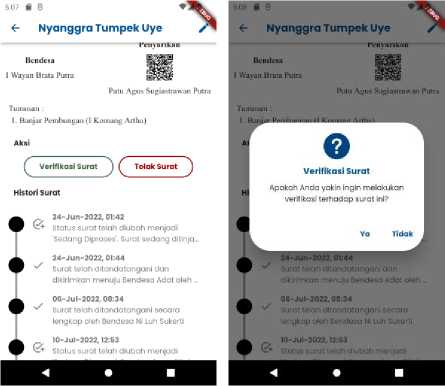 5:07
Nyanggra Tumpek Uye
Penyarikan
Bendesa
I Wayan Brata Putra
Putu Agus Sugiastrawan Putra
Tumusan :
1. Banjar Pembungan (I Komang Artha)
Aksi
Verifikasi Surat
Tolak Surat
Histori Surat
24-Jun-2022, 01:42
Status surat telah diubah menjadi
'Sedang Diproses'. Surat sedang ditinja...
24-Jun-2022, 01:44
Surat telah ditandatangani dan
dikirimkan menuju Bendesa Adat oleh ...
06-Jul-2022, 08:34
Surat telah ditandatangani secara
lengkap oleh Bendesa Ni Luh Sukerti
10-Jul-2022, 12:53
Status surat telah diubah menjadi
5:08
Nyanggra Tumpek Uye
Penyarikan
Bendesa
I Wayan Brata Putra
Putu Agus Sugiastrawan Putra
Tumusan :
1. Banjar Pembungan (I Komang Artha)
Verifikasi Surat
Apakah Anda yakin ingin melakukan
verifikasi terhadap surat ini?
Ya
Tidak
24-Jun-2022, 01:44
Surat telah ditandatangani dan
dikirimkan menuju Bendesa Adat oleh ...
06-Jul-2022, 08:34
Surat telah ditandatangani secara
lengkap oleh Bendesa Ni Luh Sukerti
10-Jul-2022, 12:53
Status surat telah diubah menjadi